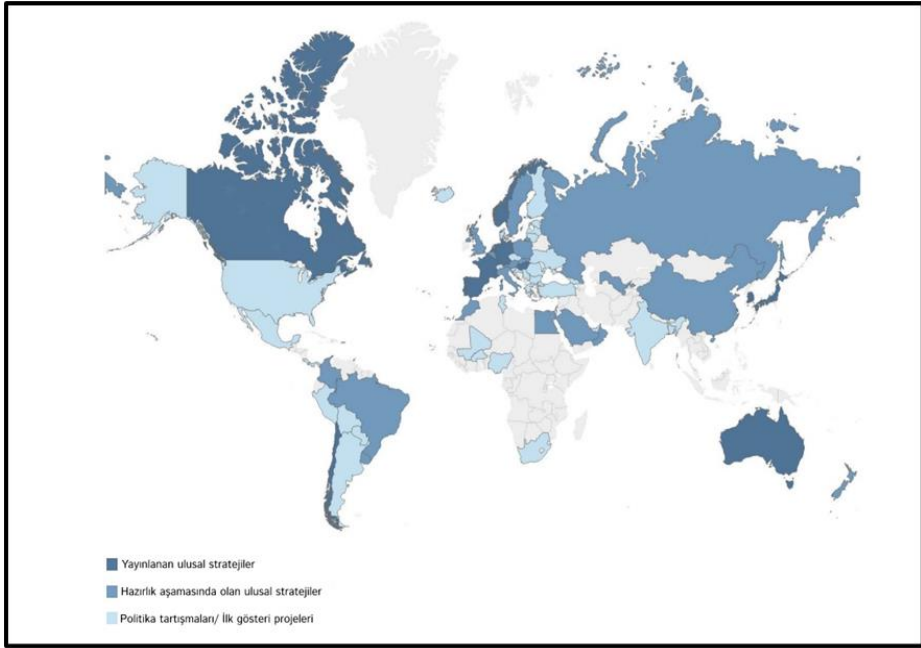 Yayınlanan ulusal stratejiler
Hazırlık aşamasında olan ulusal stratejiler
Politika tartışmaları/ İlk gösteri projeleri